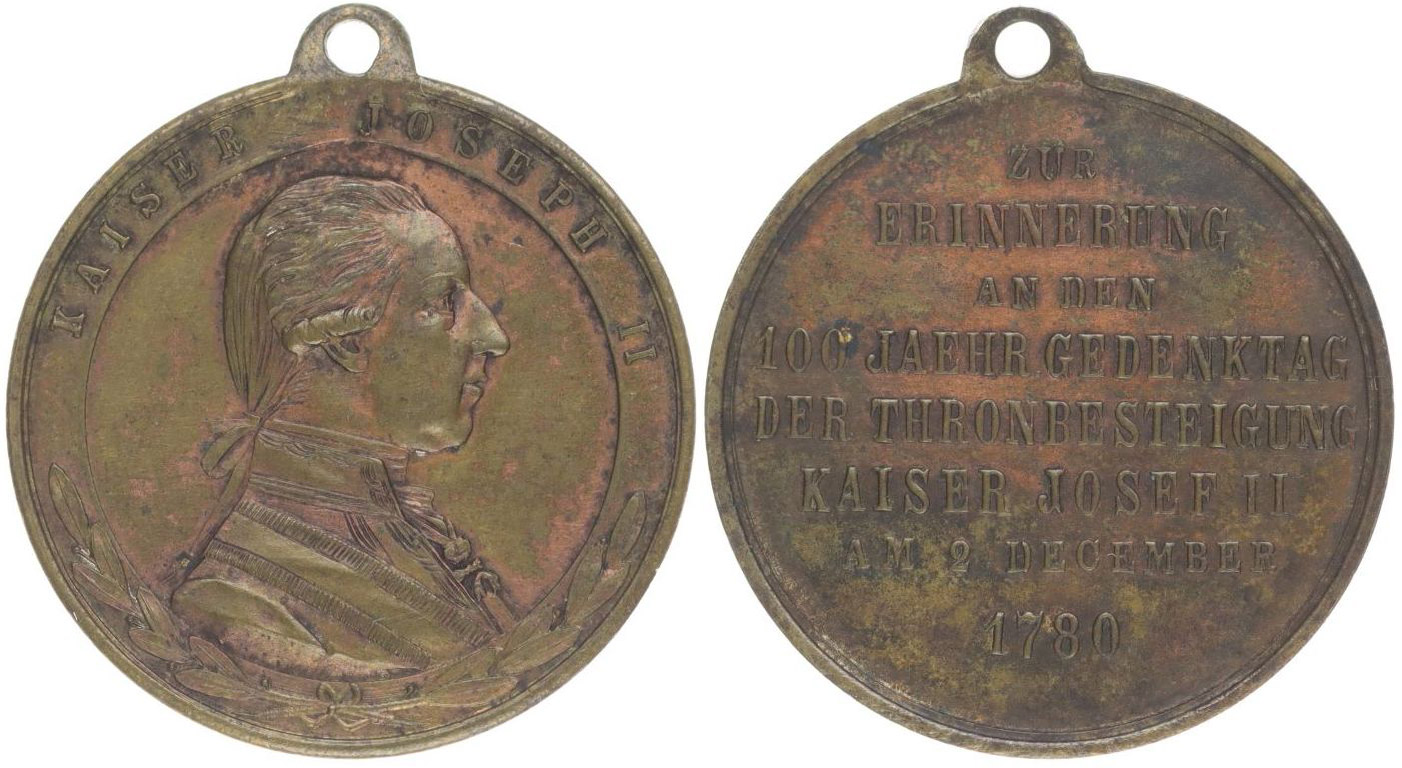 KAISER JOSEPH II
ZUR
ERINNERUNG
AN DEN
100 JAEHR GEDENKTAG
DER THRONBESTEIGUNG
KAISER JOSEF II
AM 2 DECEMBER
1780